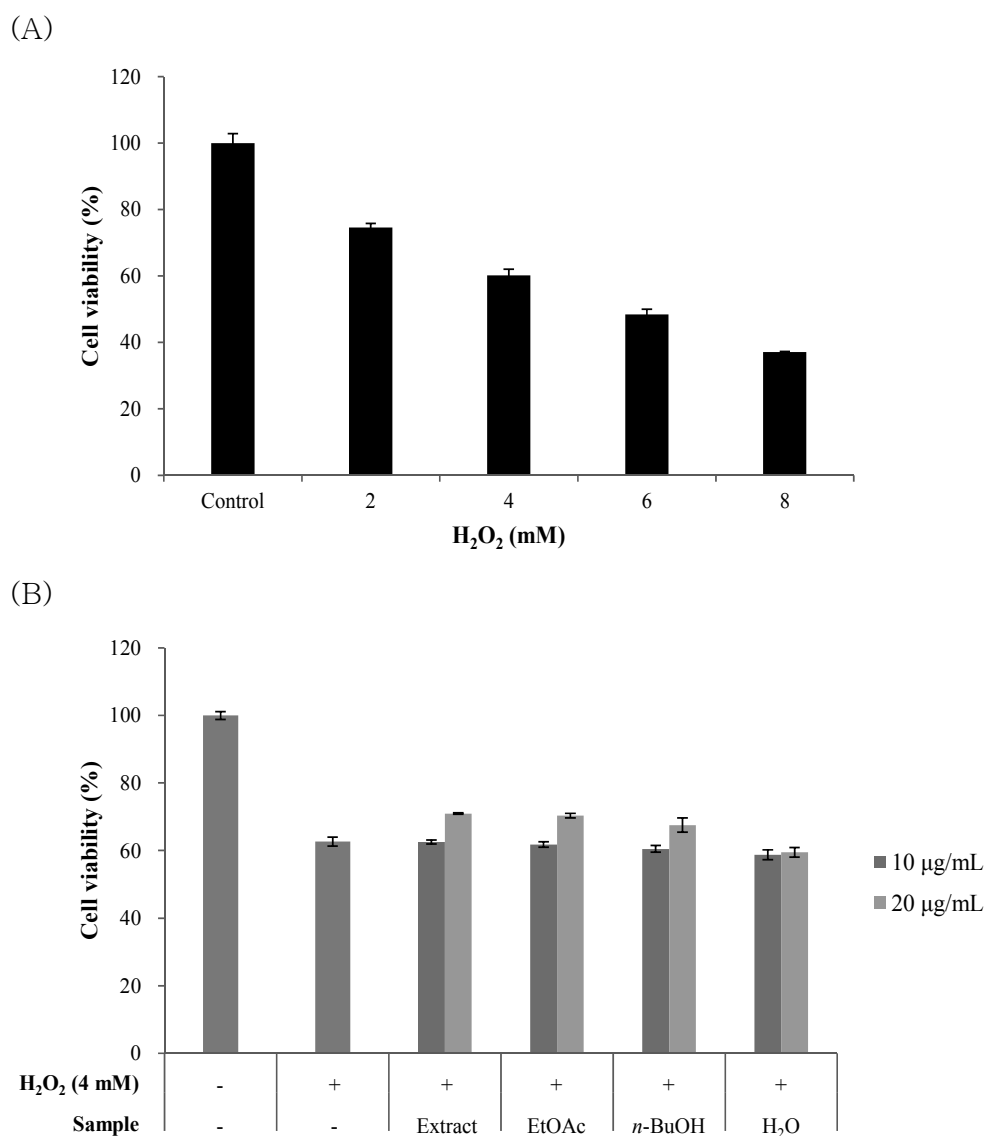 (A)
120
100
80
60
40
20
0
Cell viability (%)
Control 2 4 6 8
H₂O₂ (mM)
(B)
120
100
80
60
40
20
0
Cell viability (%)
10 μg/mL
20 μg/mL
H₂O₂ (4 mM) - + + + + +
Sample - - Extract EtOAc n-BuOH H₂O